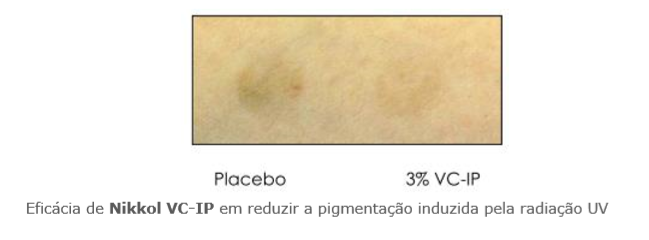 Placebo 3% VC-IP
Eficácia de Nikkol VC-IP em reduzir a pigmentação induzida pela radiação UV